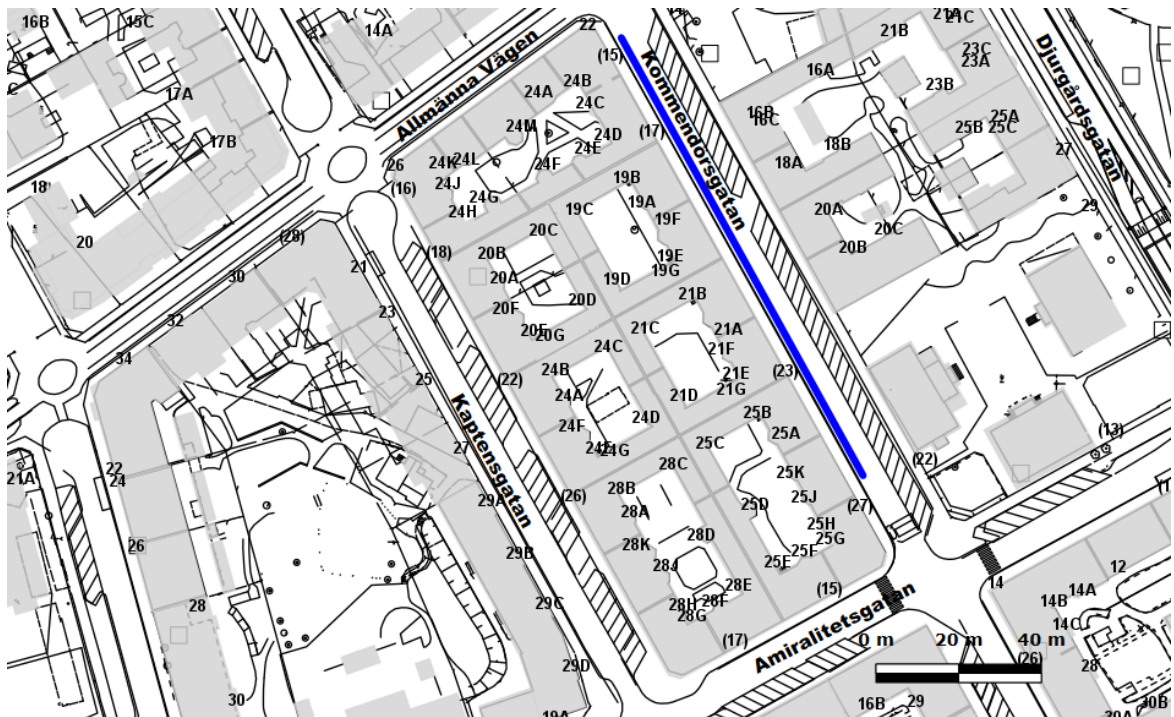 16B
15C
14A
22
14
21A
21C
(15)
Kommendörsgatan
21B
23C
23A
Djurgårdsgatan
16A
23B
17A
Allmänna Vägen
24A
24B
24C
16B
16C
25A
17B
24M
24D
(17)
25B
25C
24E
18B
27
26
24K
24L
24F
18A
18
(16)
24J
19B
24G
19A
24H
19C
19F
20A
29
20
(28)
20C
20C
21
(18)
20B
19E
20B
30
20A
19D
19G
20F
20D
21B
23
32
20E
20G
21C
21A
34
24C
21F
24B
(23)
25
(22)
21E
24A
21D
21G
Kaptensgatan
24F
24D
25B
25A
(13)
27
24E
24G
25C
22
28C
(22)
21A
24
25K
28B
29A
(26)
25J
25D
(27)
28A
28D
25H
26
28K
25G
29B
25F
28J
25E
12
28E
(15)
14
14A
28
29C
28H
28F
14B
28G
Amiralitetsgatan
14C
(17)
0 m
20 m
40 m
(26)
28
29D
30
16B
29
30B
19A
30A